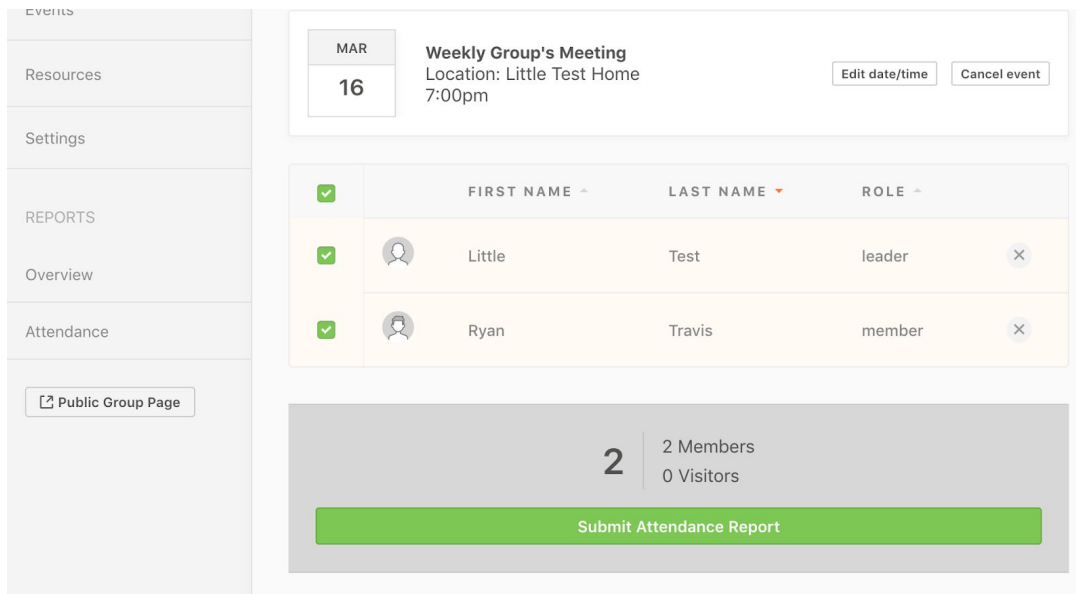 Events
Resources
Settings
REPORTS
Overview
Attendance
Public Group Page
MAR
16
Weekly Group's Meeting
Location: Little Test Home
7:00pm
Edit date/time
Cancel event
FIRST NAME LAST NAME ROLE
Little Test leader
Ryan Travis member
2
2 Members
0 Visitors
Submit Attendance Report